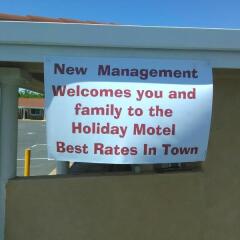 New Management
Welcomes you and
family to the
Holiday Motel
Best Rates In Town